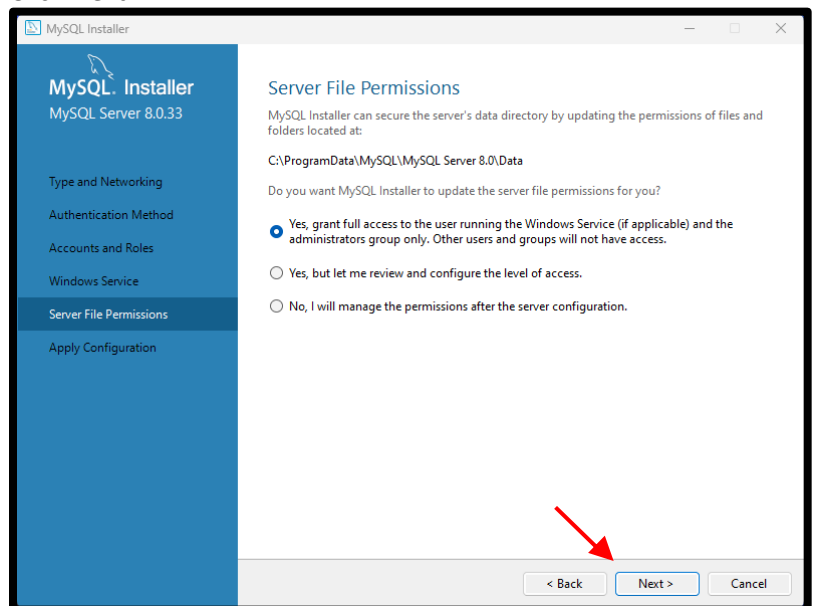 MySQL Installer
MySQL. Installer
MySQL Server 8.0.33
Type and Networking
Authentication Method
Accounts and Roles
Windows Service
Server File Permissions
Apply Configuration
Server File Permissions
MySQL Installer can secure the server's data directory by updating the permissions of files and
folders located at:
C:\ProgramData\MySQL\MySQL Server 8.0\Data
Do you want MySQL Installer to update the server file permissions for you?
Yes, grant full access to the user running the Windows Service (if applicable) and the
administrators group only. Other users and groups will not have access.
Yes, but let me review and configure the level of access.
No, I will manage the permissions after the server configuration.
< Back
Next >
Cancel